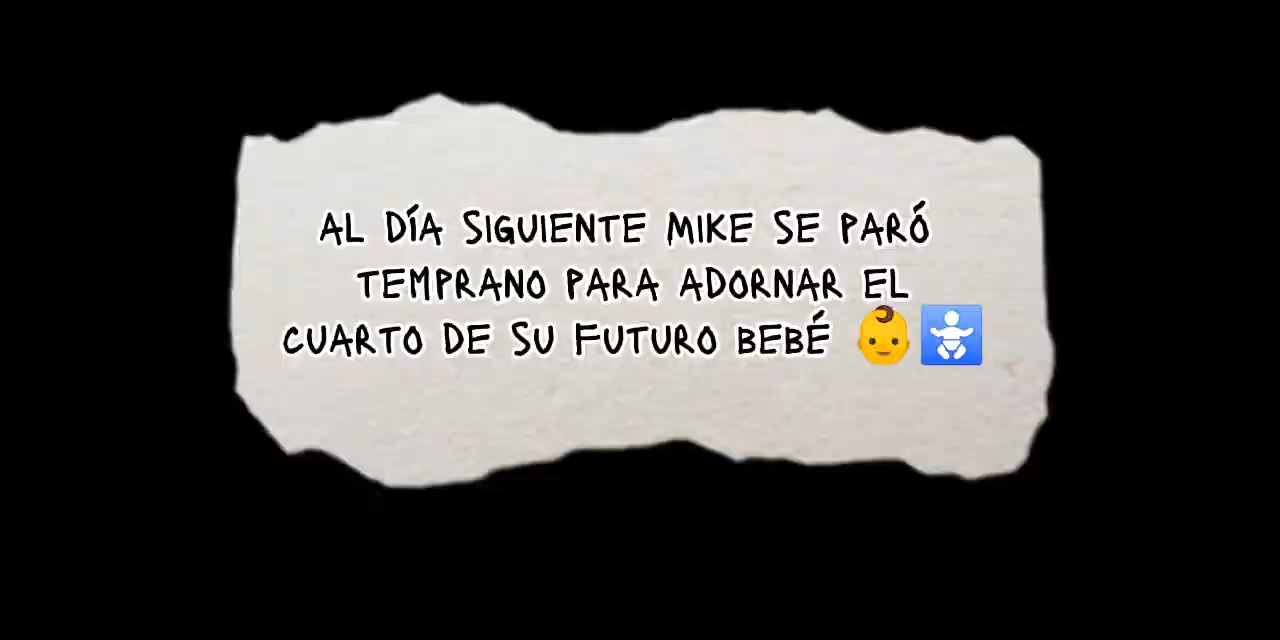 AL DÍA SIGUIENTE MIKE SE PARÓ
TEMPRANO PARA ADORNAR EL
CUARTO DE SU FUTURO BEBÉ 👶🚼